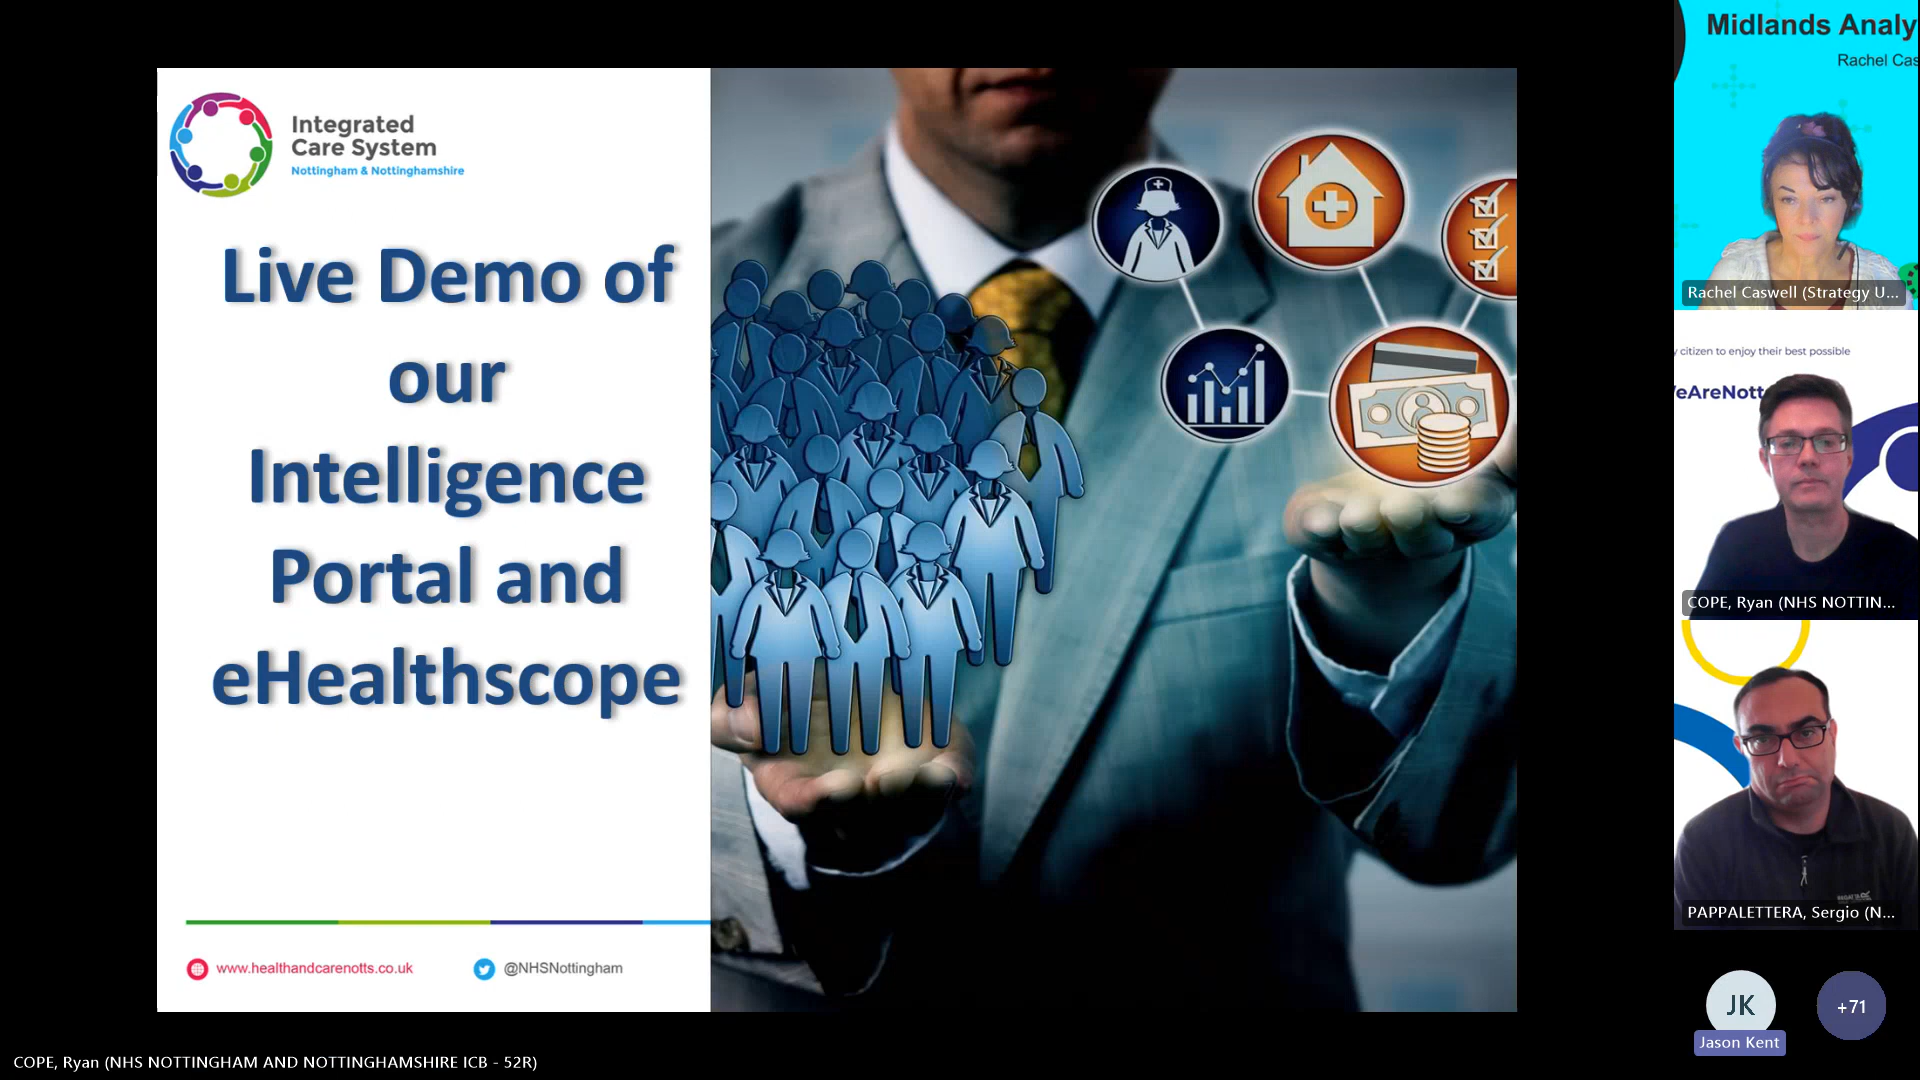 Integrated
Care System
Nottingham & Nottinghamshire
Live Demo of
our
Intelligence
Portal and
eHealthscope
www.healthandcarenotts.co.uk
@NHSNottingham
COPE, Ryan (NHS NOTTINGHAM AND NOTTINGHAMSHIRE ICB - 52R)
Midlands Analy
Rachel Cas
Rachel Caswell (Strategy U...
y citizen to enjoy their best possible
eAreNott
COPE, Ryan (NHS NOTTIN...
PAPPALETTERA, Sergio (N...
JK
+71
Jason Kent